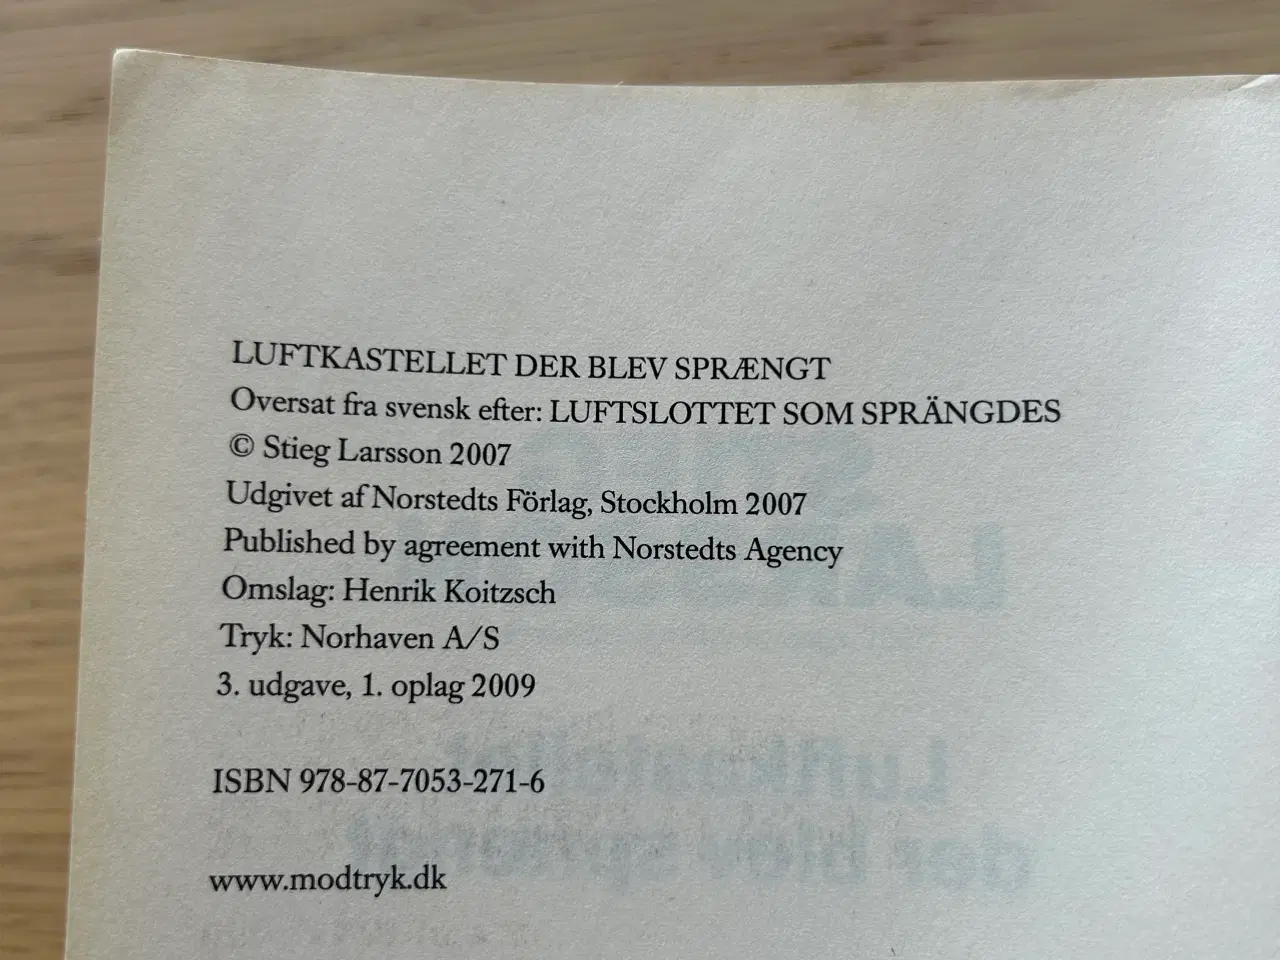 LUFTKASTELLET DER BLEV SPRÆNGT
Oversat fra svensk efter: LUFTSLOTTET SOM SPRÄNGDES
© Stieg Larsson 2007
Udgivet af Norstedts Förlag, Stockholm 2007
Published by agreement with Norstedts Agency
Omslag: Henrik Koitzsch
Tryk: Norhaven A/S
3. udgave, 1. oplag 2009
ISBN 978-87-7053-271-6
www.modtryk.dk